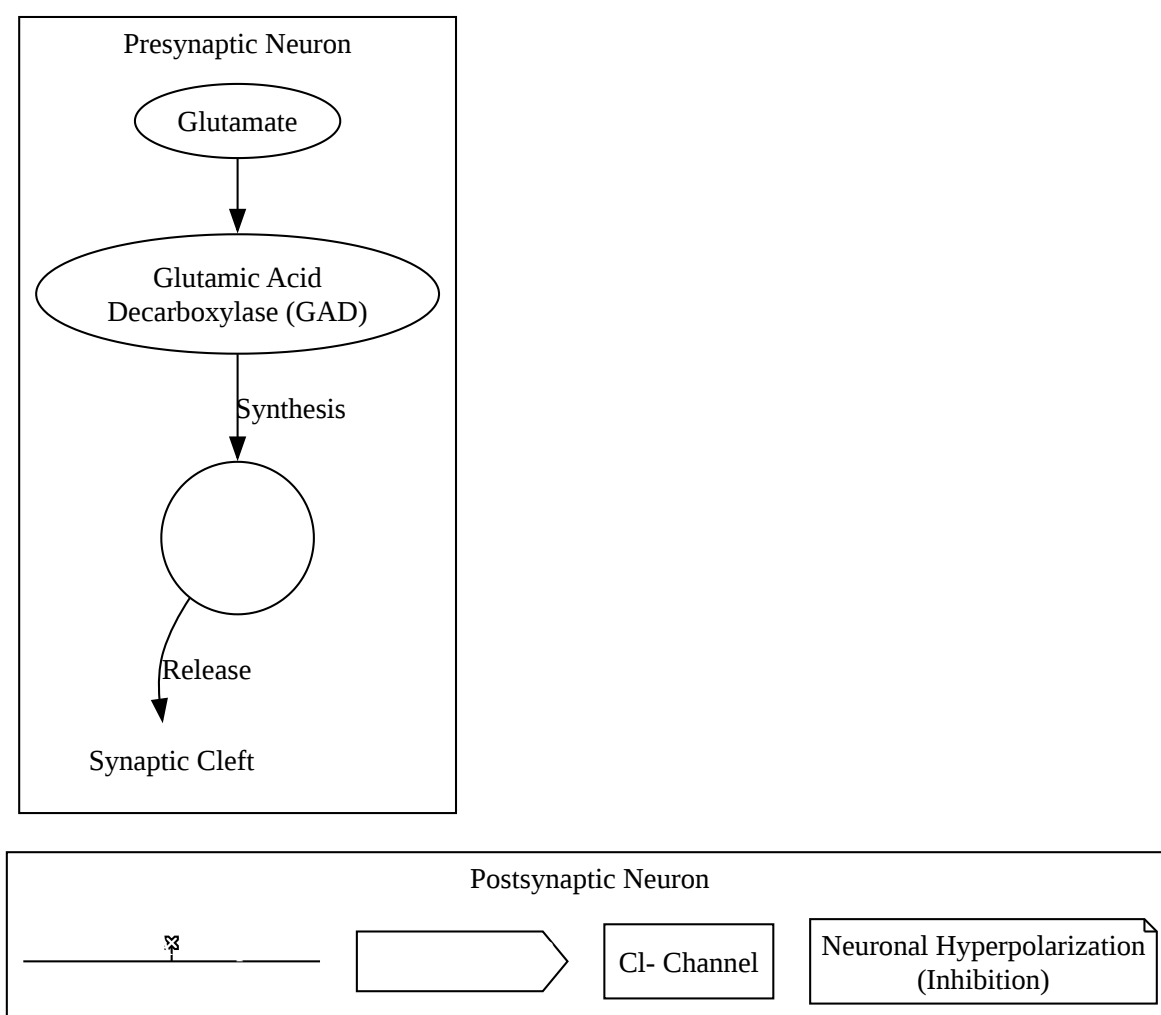 Presynaptic Neuron
Glutamate
Glutamic Acid
Decarboxylase (GAD)
Synthesis
Release
Synaptic Cleft
Postsynaptic Neuron
Cl- Channel
Neuronal Hyperpolarization
(Inhibition)